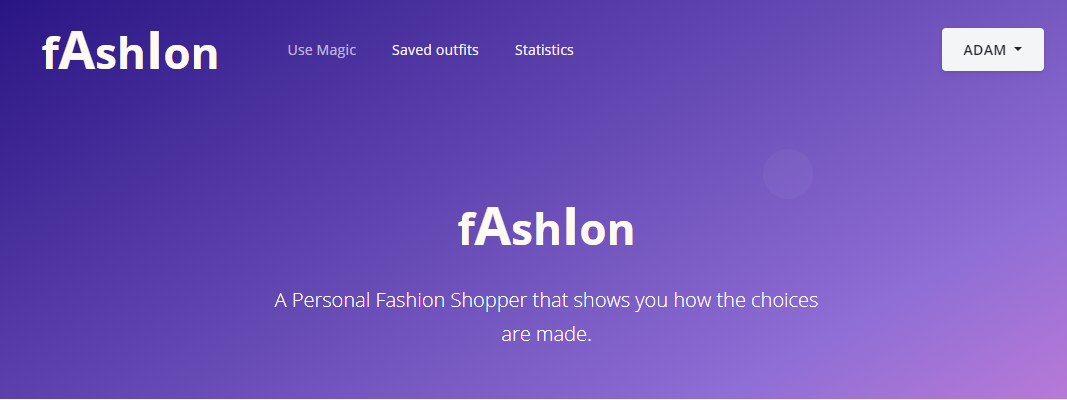 fAshIon
Use Magic
Saved outfits
Statistics
ADAM
fAshIon
A Personal Fashion Shopper that shows you how the choices
are made.